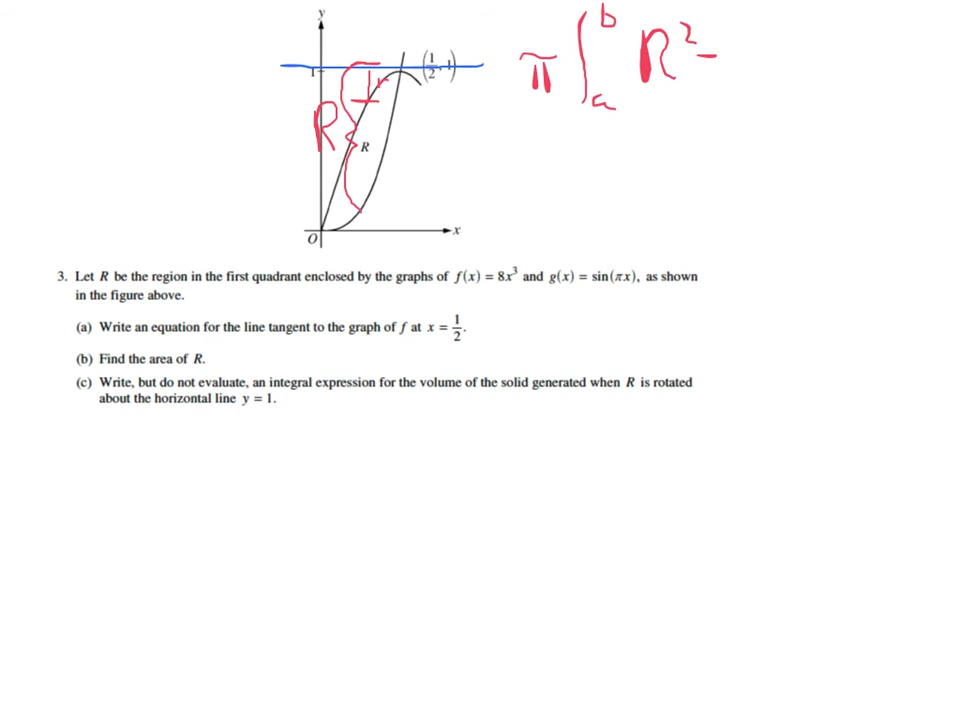 y
(1/2, 1)
1
r
R
R
x
O
π ∫_a^b R² −
3. Let R be the region in the first quadrant enclosed by the graphs of f(x) = 8x³ and g(x) = sin(πx), as shown
in the figure above.
(a) Write an equation for the line tangent to the graph of f at x = 1/2.
(b) Find the area of R.
(c) Write, but do not evaluate, an integral expression for the volume of the solid generated when R is rotated
about the horizontal line y = 1.